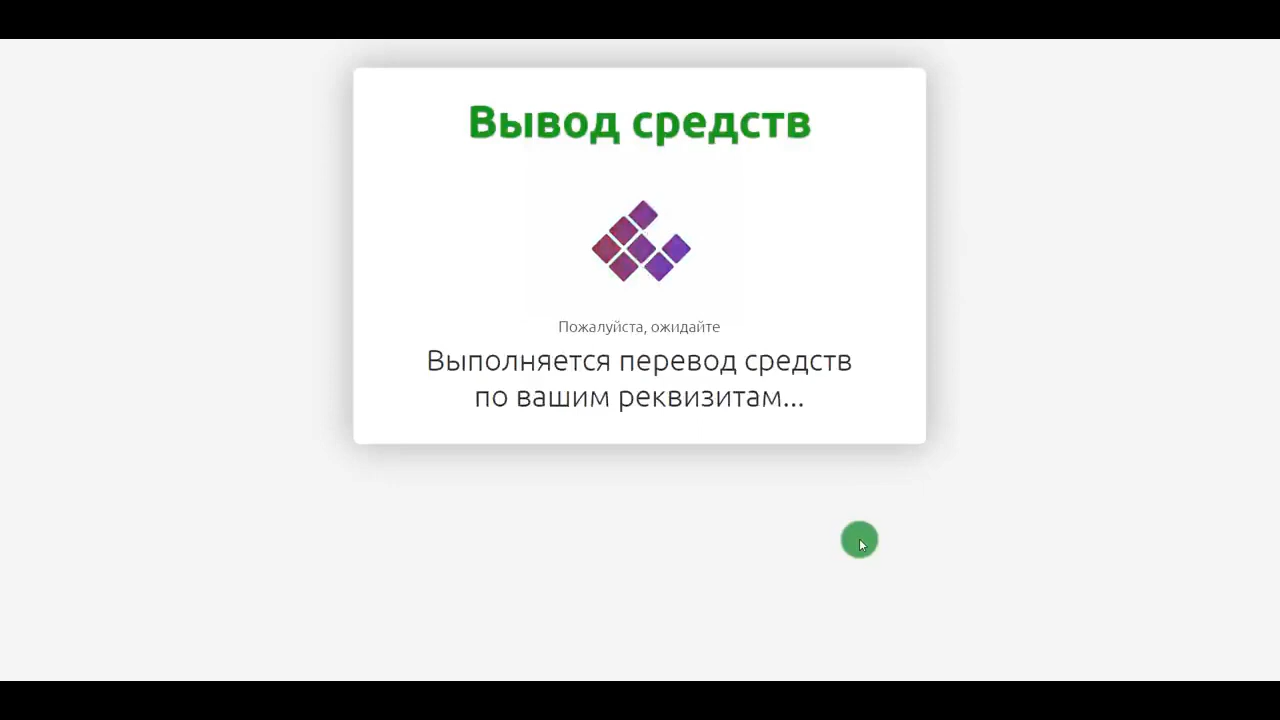 Вывод средств
Пожалуйста, ожидайте
Выполняется перевод средств
по вашим реквизитам...